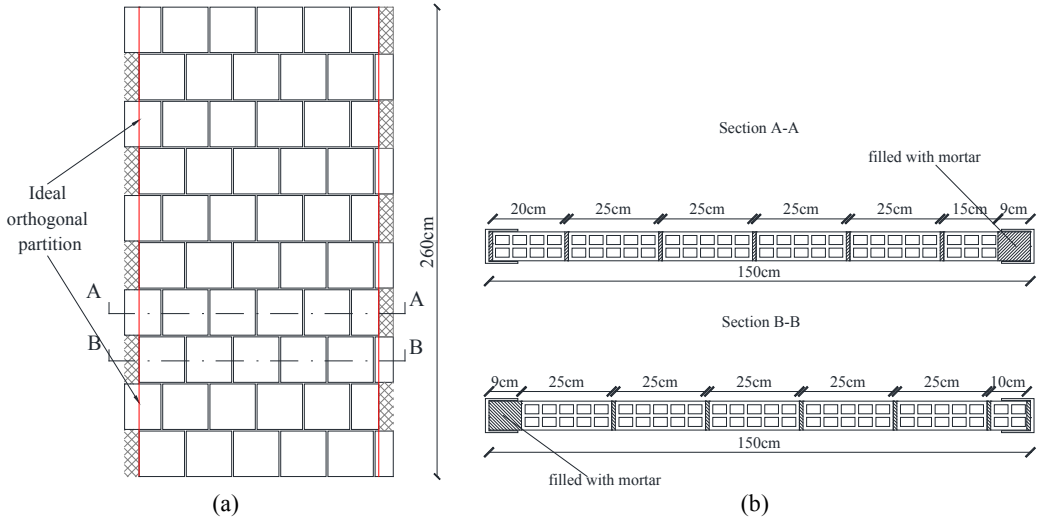 Ideal
orthogonal
partition
A
A
B
B
260cm
(a)
Section A-A
filled with mortar
20cm 25cm 25cm 25cm 25cm 15cm 9cm
150cm
Section B-B
9cm 25cm 25cm 25cm 25cm 25cm 10cm
150cm
filled with mortar
(b)